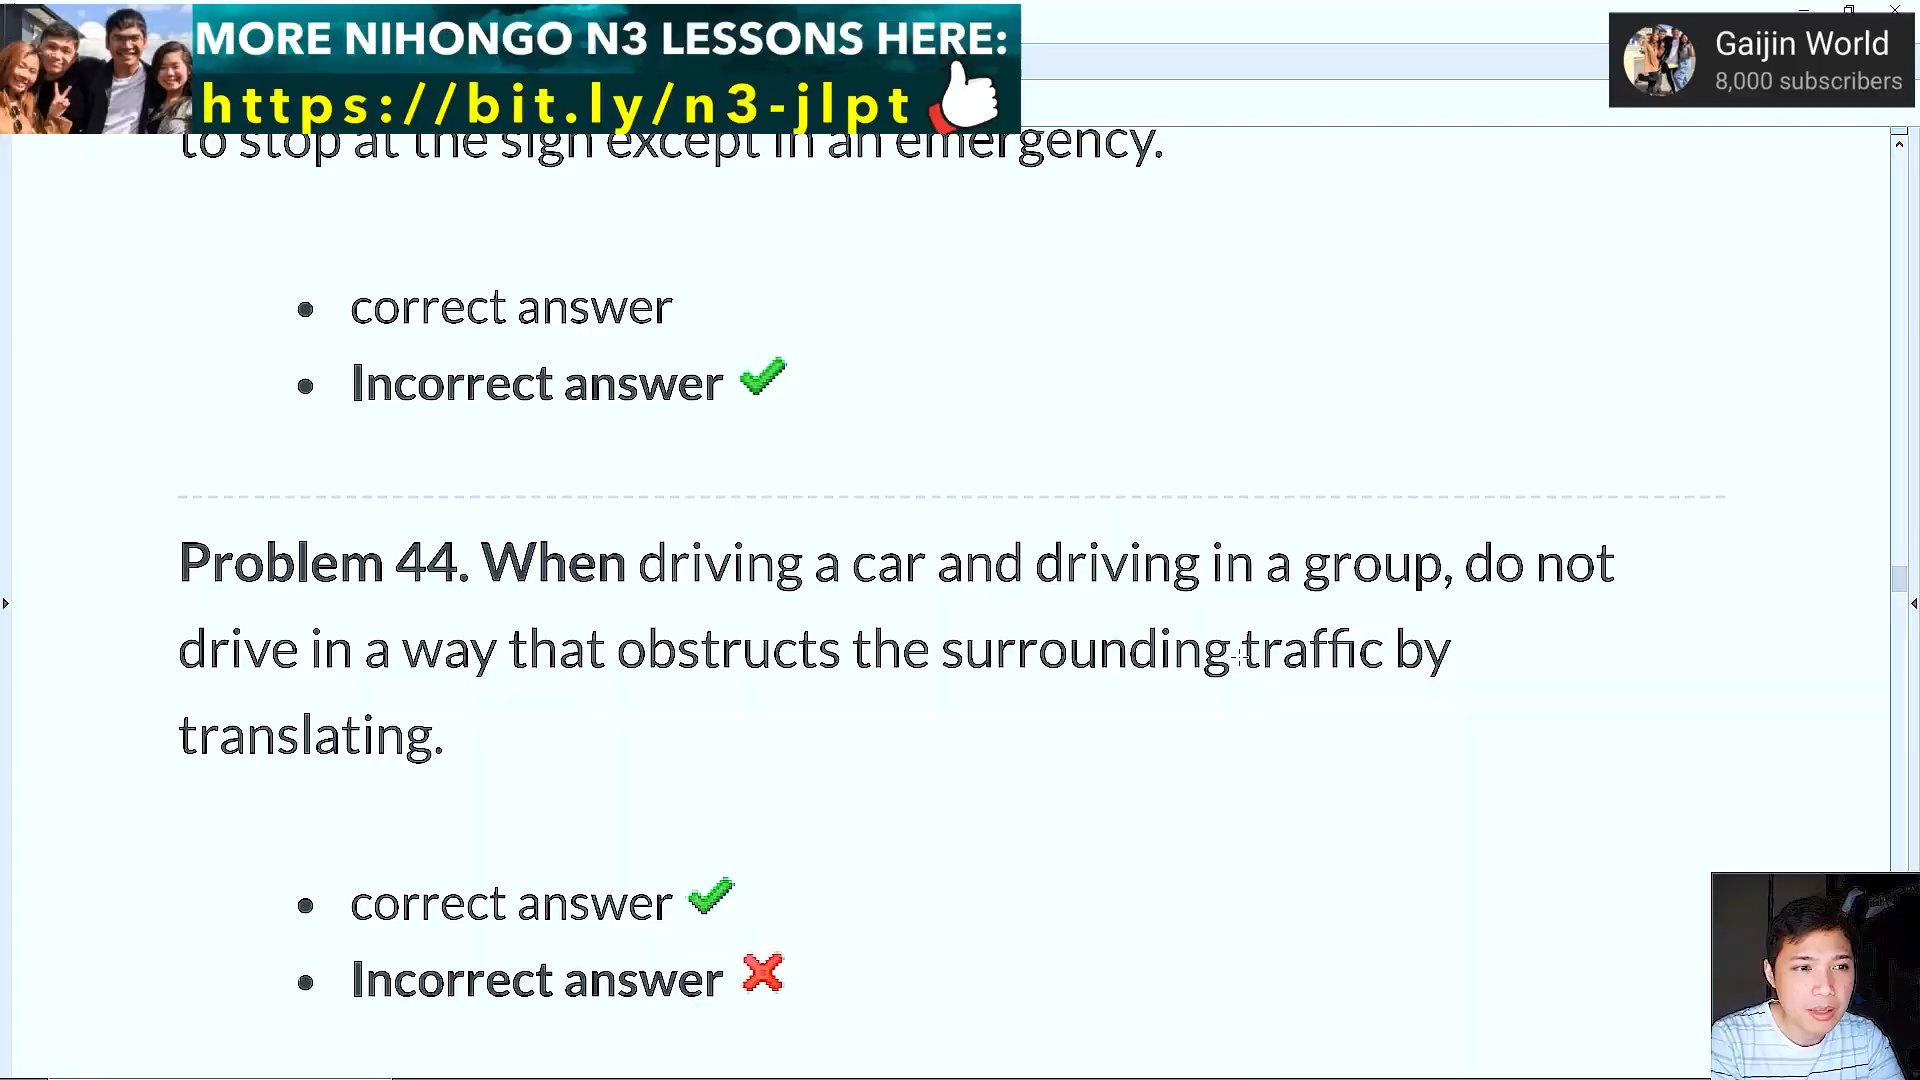 MORE NIHONGO N3 LESSONS HERE:
https://bit.ly/n3-jlpt
Gaijin World
8,000 subscribers
to stop at the sign except in an emergency.
• correct answer
• Incorrect answer
Problem 44. When driving a car and driving in a group, do not
drive in a way that obstructs the surrounding traffic by
translating.
• correct answer
• Incorrect answer